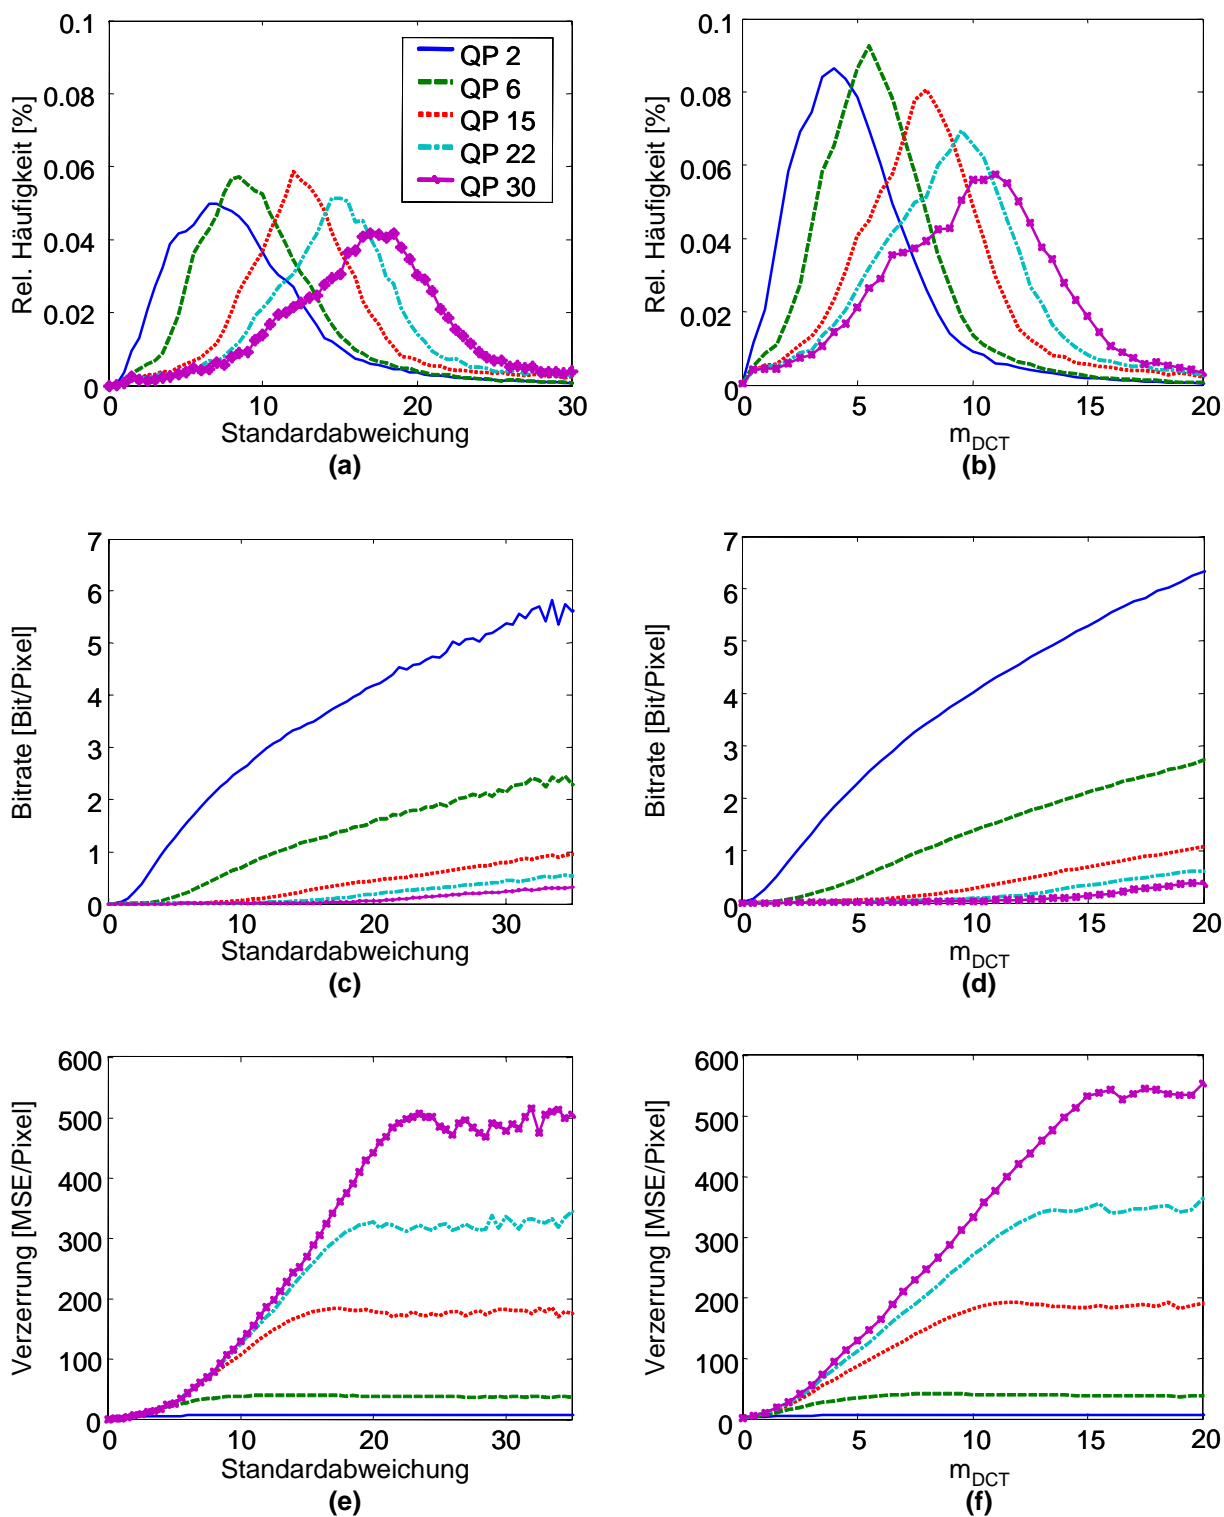 0.1
0.08
0.06
0.04
0.02
0
Rel. Häufigkeit [%]
QP 2
QP 6
QP 15
QP 22
QP 30
0 10 20 30
Standardabweichung
(a)
0.1
0.08
0.06
0.04
0.02
0
Rel. Häufigkeit [%]
0 5 10 15 20
m_DCT
(b)
7
6
5
4
3
2
1
0
Bitrate [Bit/Pixel]
0 10 20 30
Standardabweichung
(c)
7
6
5
4
3
2
1
0
Bitrate [Bit/Pixel]
0 5 10 15 20
m_DCT
(d)
600
500
400
300
200
100
0
Verzerrung [MSE/Pixel]
0 10 20 30
Standardabweichung
(e)
600
500
400
300
200
100
0
Verzerrung [MSE/Pixel]
0 5 10 15 20
m_DCT
(f)